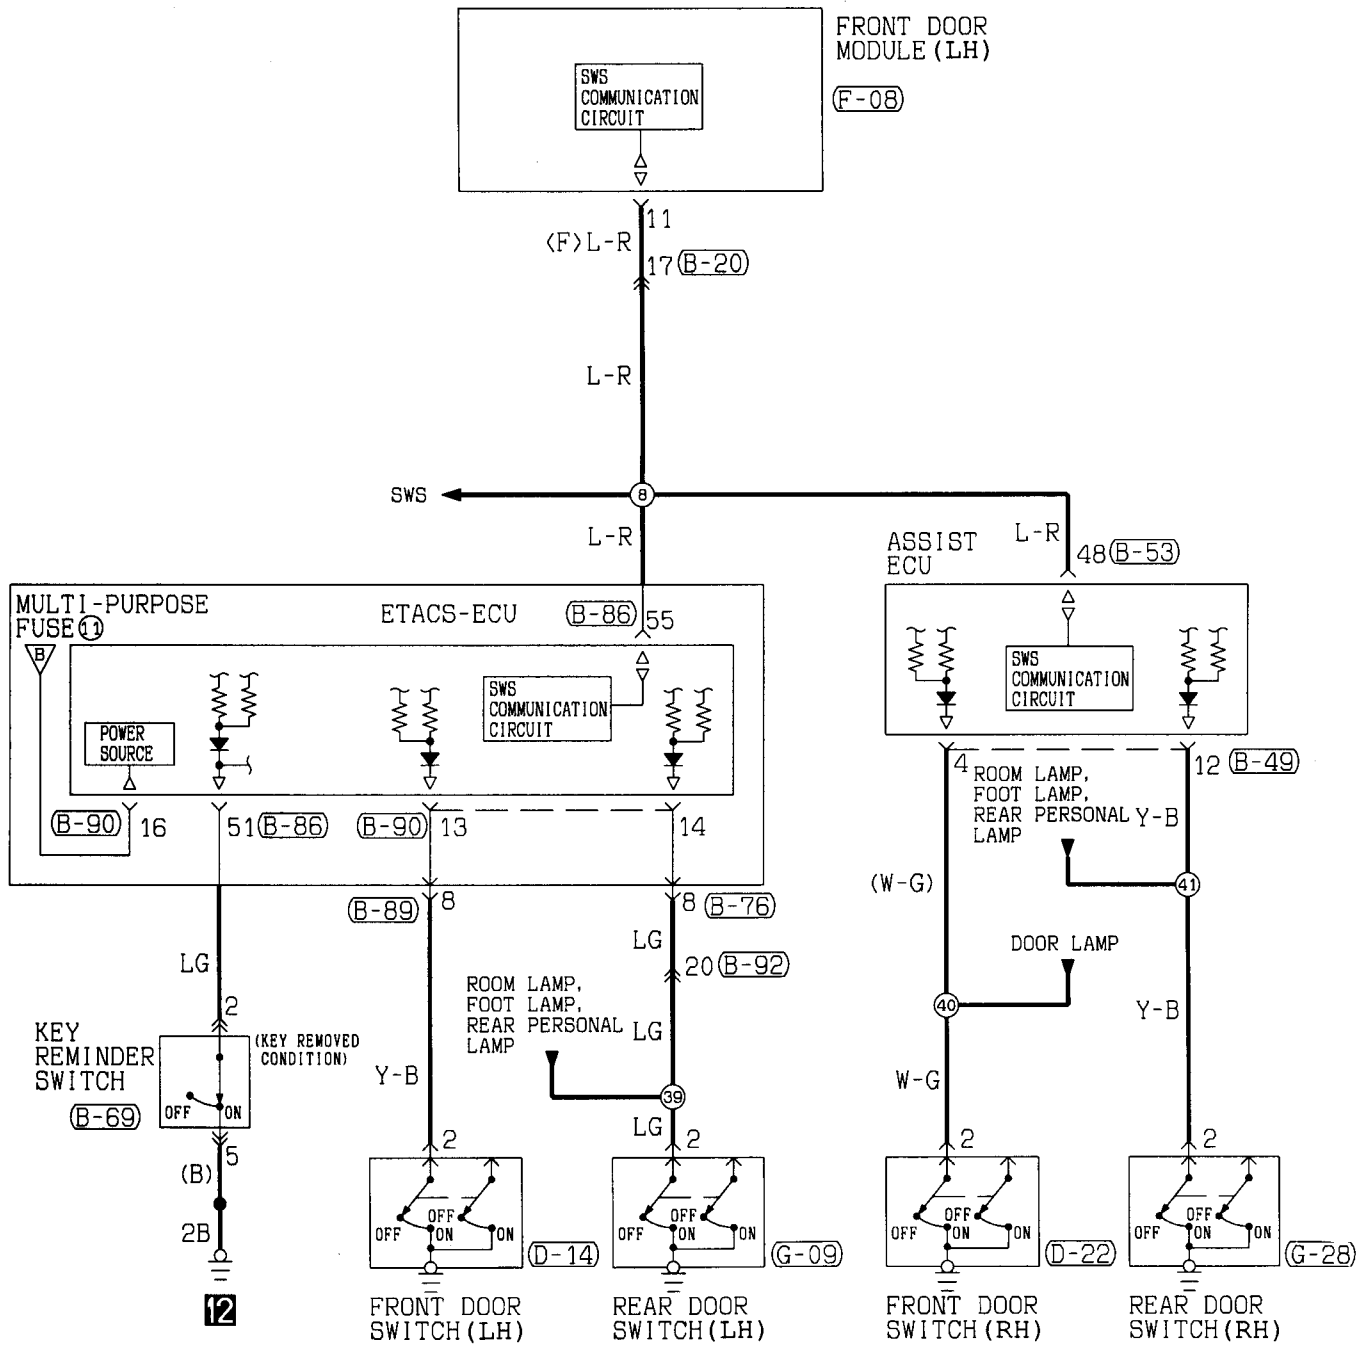 FRONT DOOR
MODULE(LH)
F-08
SWS
COMMUNICATION
CIRCUIT
11
<F>L-R
17 B-20
L-R
SWS
8
L-R
L-R
48 B-53
ASSIST
ECU
MULTI-PURPOSE
FUSE 11
ETACS-ECU
B-86 55
B
SWS
COMMUNICATION
CIRCUIT
POWER
SOURCE
SWS
COMMUNICATION
CIRCUIT
B-90 16
51 B-86
B-90 13
14
4
12 B-49
ROOM LAMP,
FOOT LAMP,
REAR PERSONAL
LAMP
Y-B
(W-G)
41
B-89 8
8 B-76
LG
LG
20 B-92
DOOR LAMP
ROOM LAMP,
FOOT LAMP,
REAR PERSONAL
LAMP
LG
40
Y-B
2
KEY
REMINDER
SWITCH
B-69
(KEY REMOVED
CONDITION)
OFF ON
Y-B
39
W-G
LG
5
(B)
2B
12
2
2
2
2
OFF OFF ON ON
OFF OFF ON ON
OFF OFF ON ON
OFF OFF ON ON
D-14
G-09
D-22
G-28
FRONT DOOR
SWITCH(LH)
REAR DOOR
SWITCH(LH)
FRONT DOOR
SWITCH(RH)
REAR DOOR
SWITCH(RH)